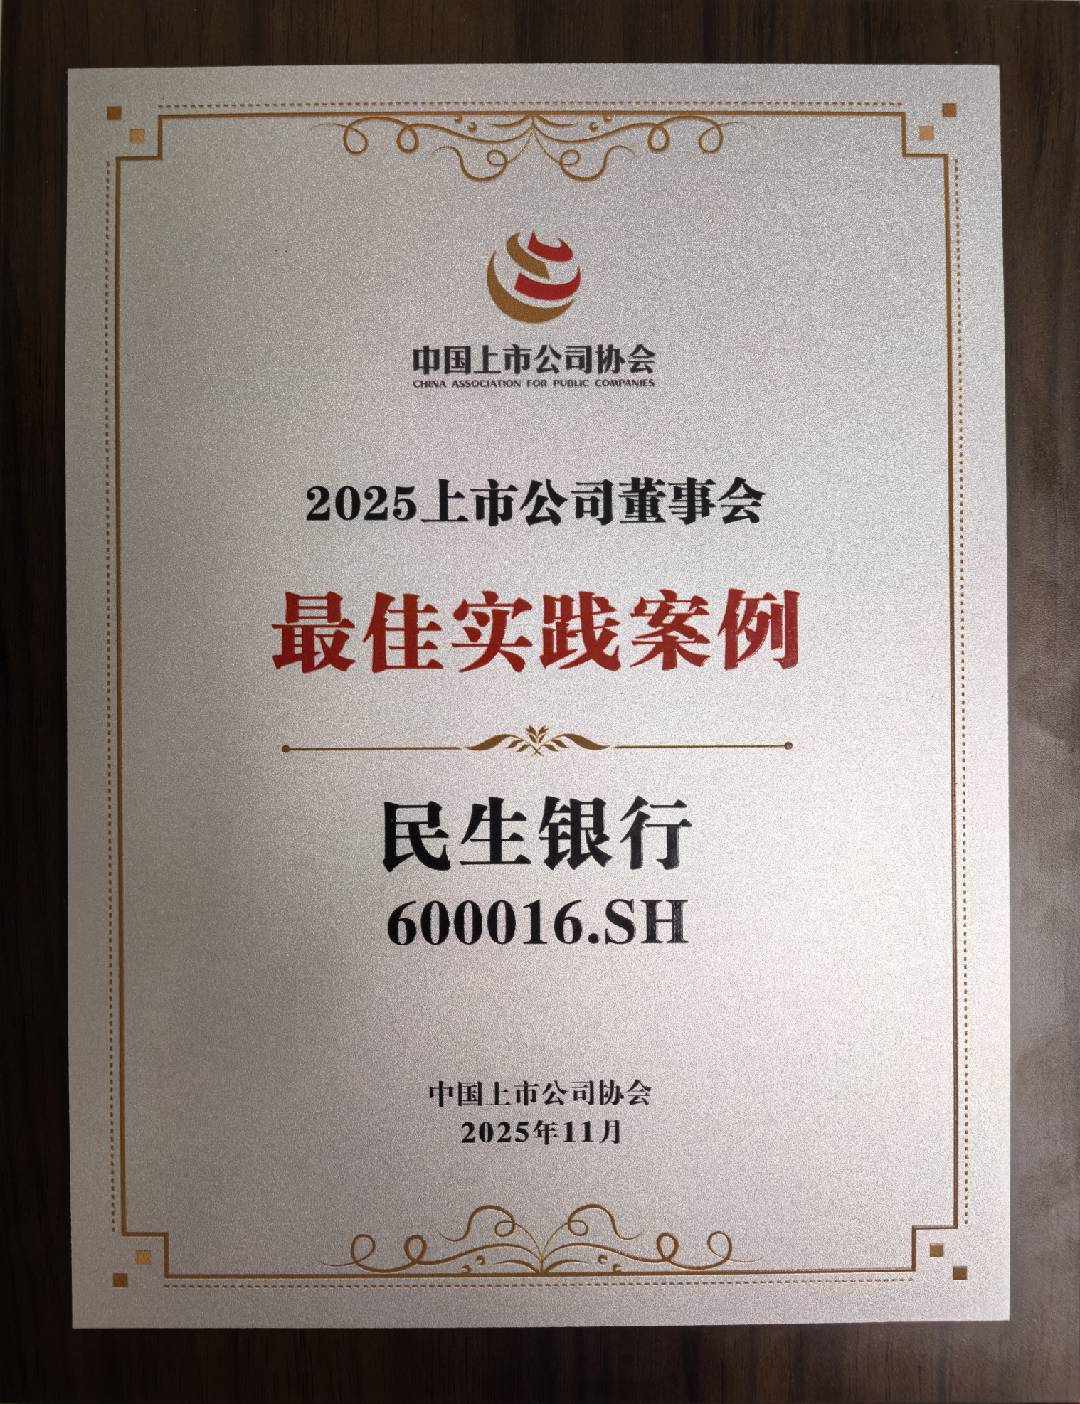 中国上市公司协会
CHINA ASSOCIATION FOR PUBLIC COMPANIES
2025上市公司董事会
最佳实践案例
民生银行
600016.SH
中国上市公司协会
2025年11月